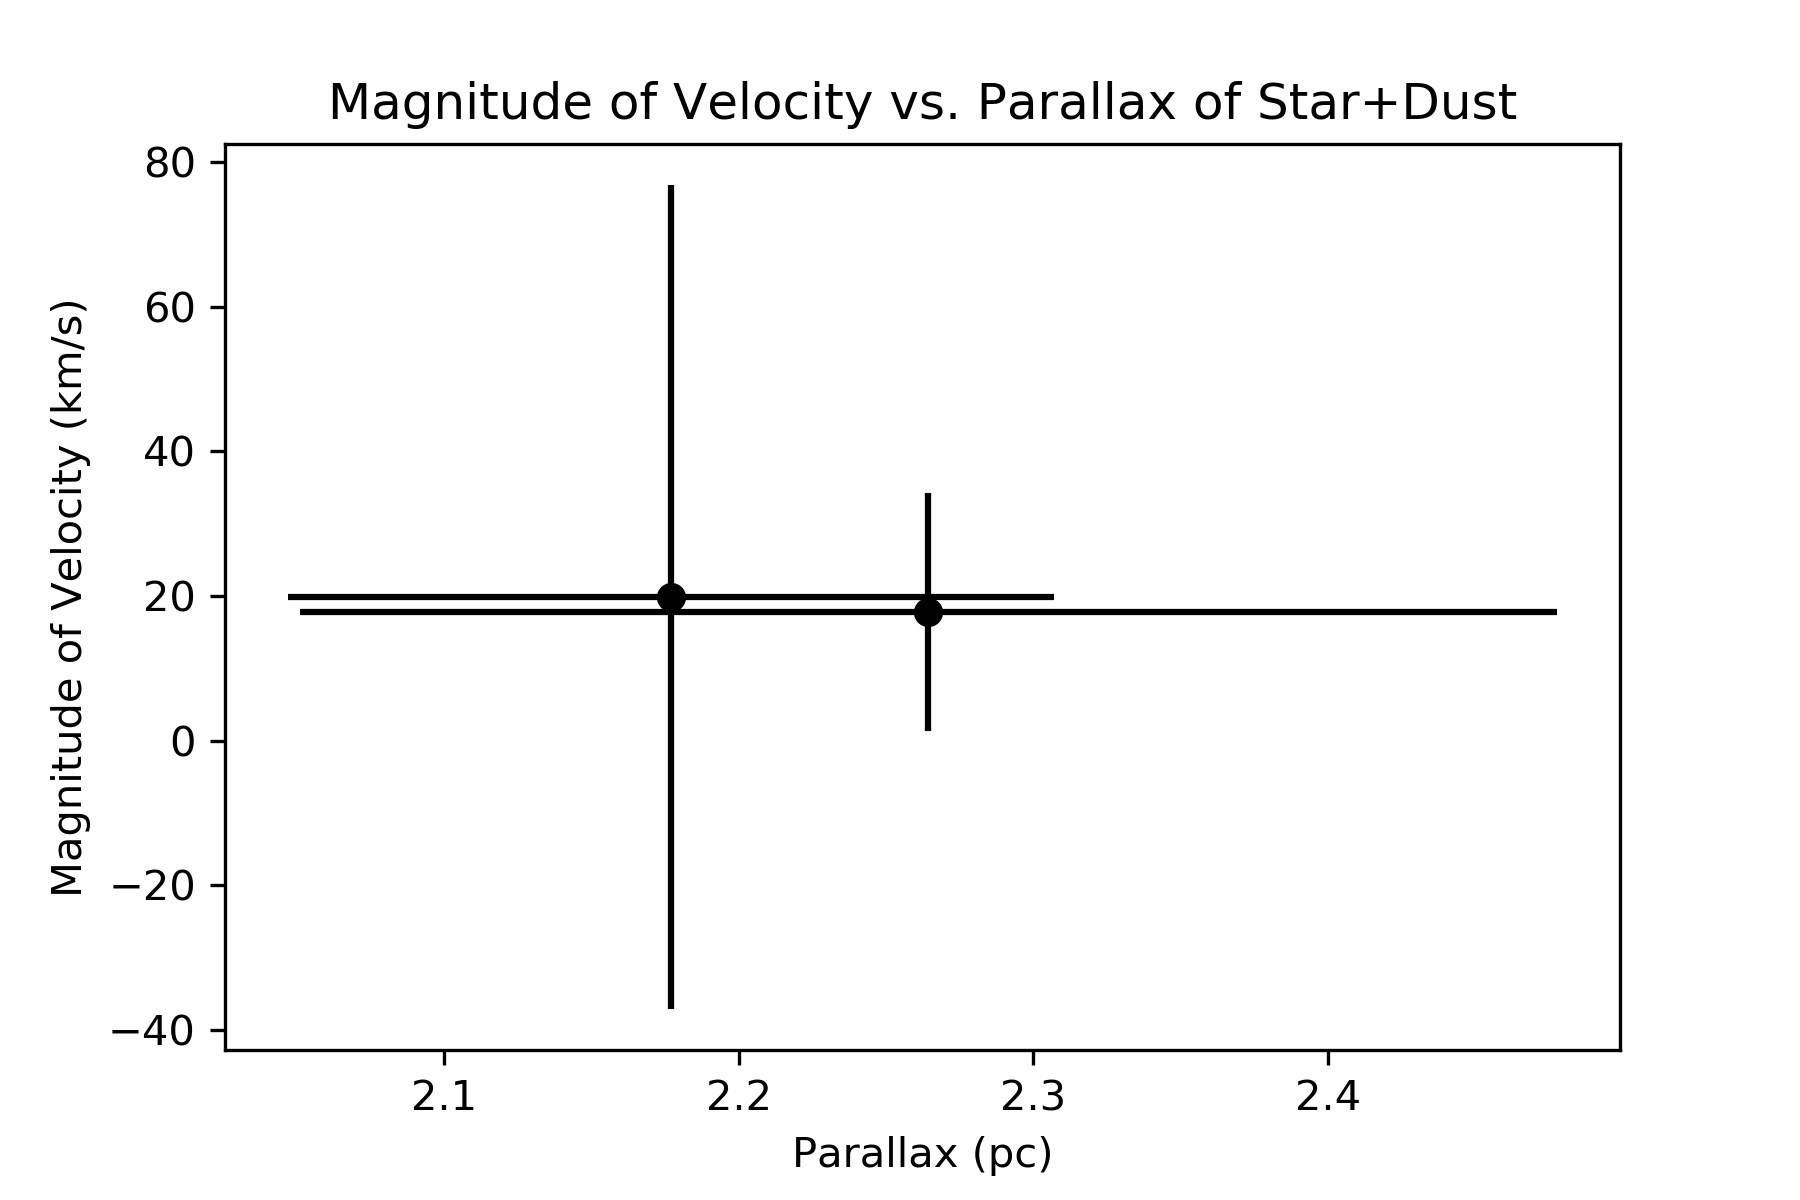 Magnitude of Velocity vs. Parallax of Star+Dust
80
60
40
20
0
−20
−40
Magnitude of Velocity (km/s)
2.1 2.2 2.3 2.4
Parallax (pc)